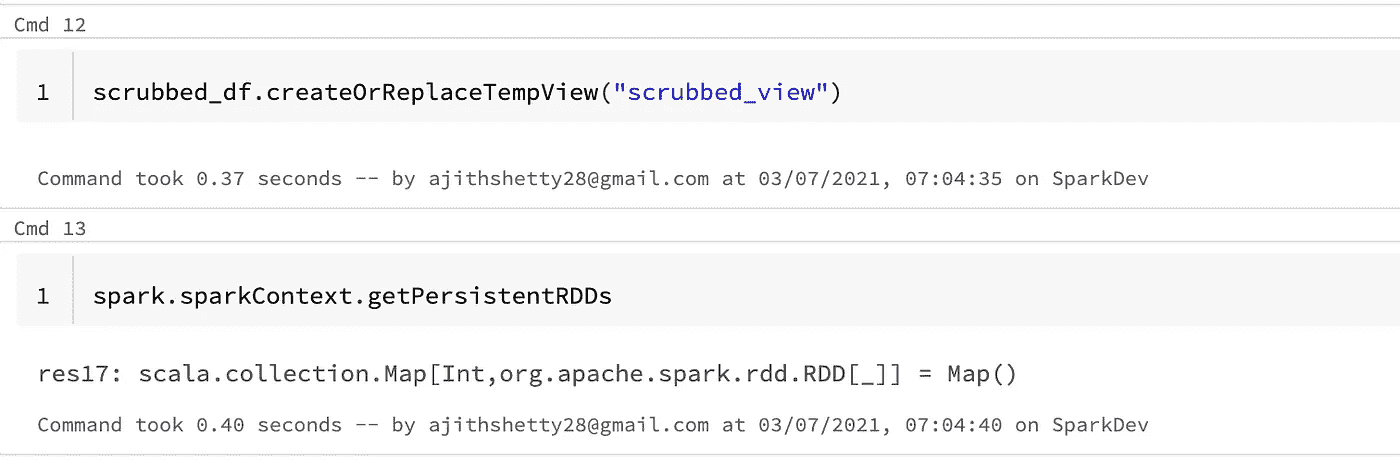 Cmd 12
1 scrubbed_df.createOrReplaceTempView("scrubbed_view")
Command took 0.37 seconds -- by ajithshetty28@gmail.com at 03/07/2021, 07:04:35 on SparkDev
Cmd 13
1 spark.sparkContext.getPersistentRDDs
res17: scala.collection.Map[Int,org.apache.spark.rdd.RDD[_]] = Map()
Command took 0.40 seconds -- by ajithshetty28@gmail.com at 03/07/2021, 07:04:40 on SparkDev